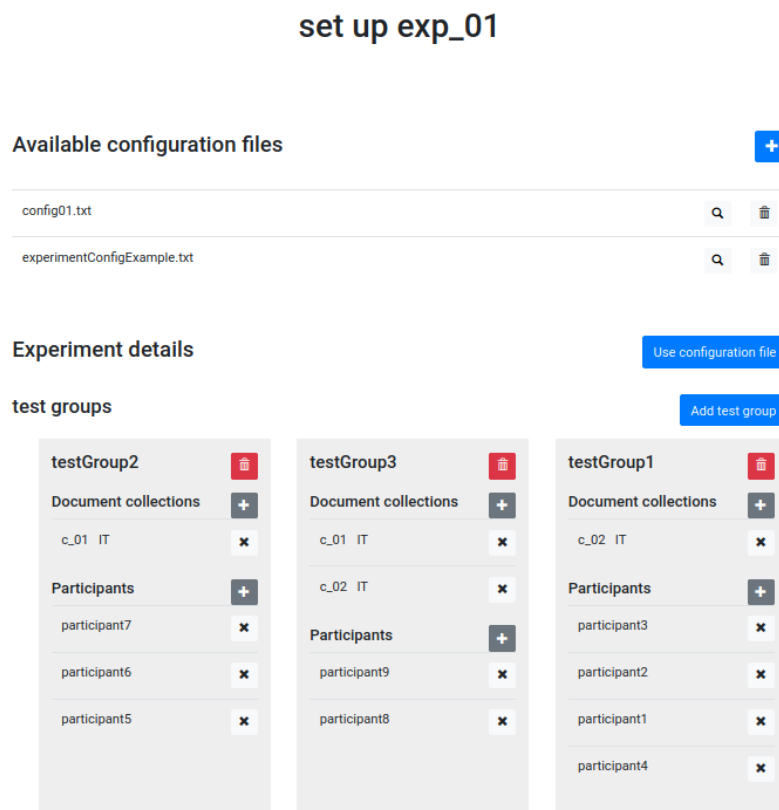 set up exp_01
Available configuration files
config01.txt
experimentConfigExample.txt
Experiment details
Use configuration file
test groups
Add test group
testGroup2
Document collections
c_01 IT
Participants
participant7
participant6
participant5
testGroup3
Document collections
c_01 IT
c_02 IT
Participants
participant9
participant8
testGroup1
Document collections
c_02 IT
Participants
participant3
participant2
participant1
participant4